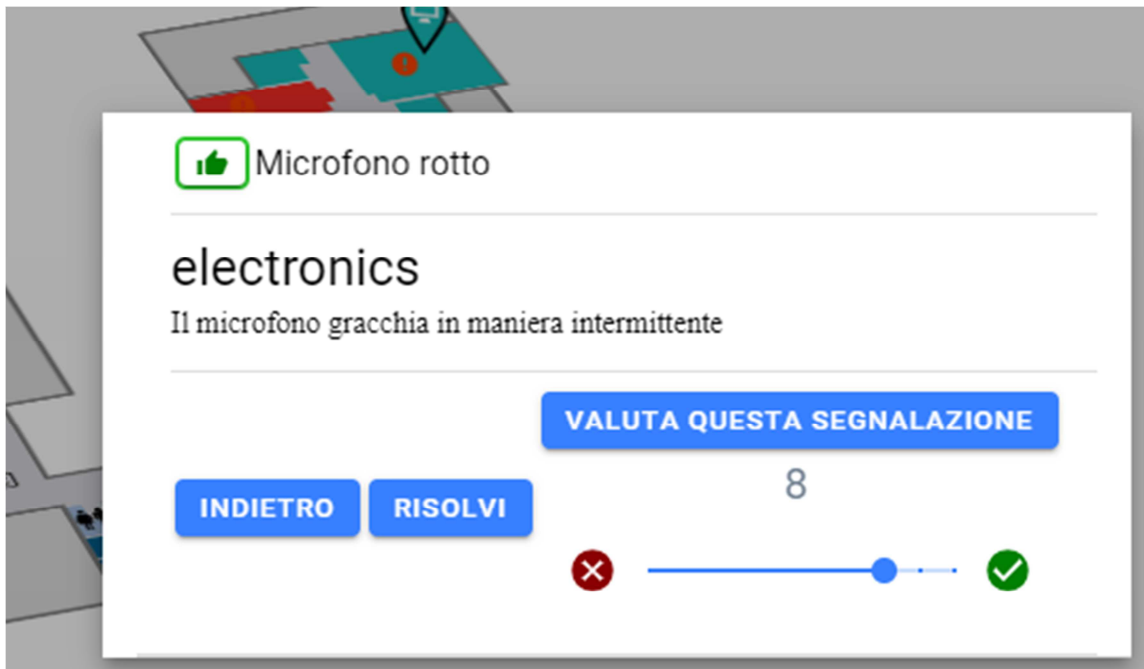 Microfono rotto
electronics
Il microfono gracchia in maniera intermittente
VALUTA QUESTA SEGNALAZIONE
8
INDIETRO RISOLVI